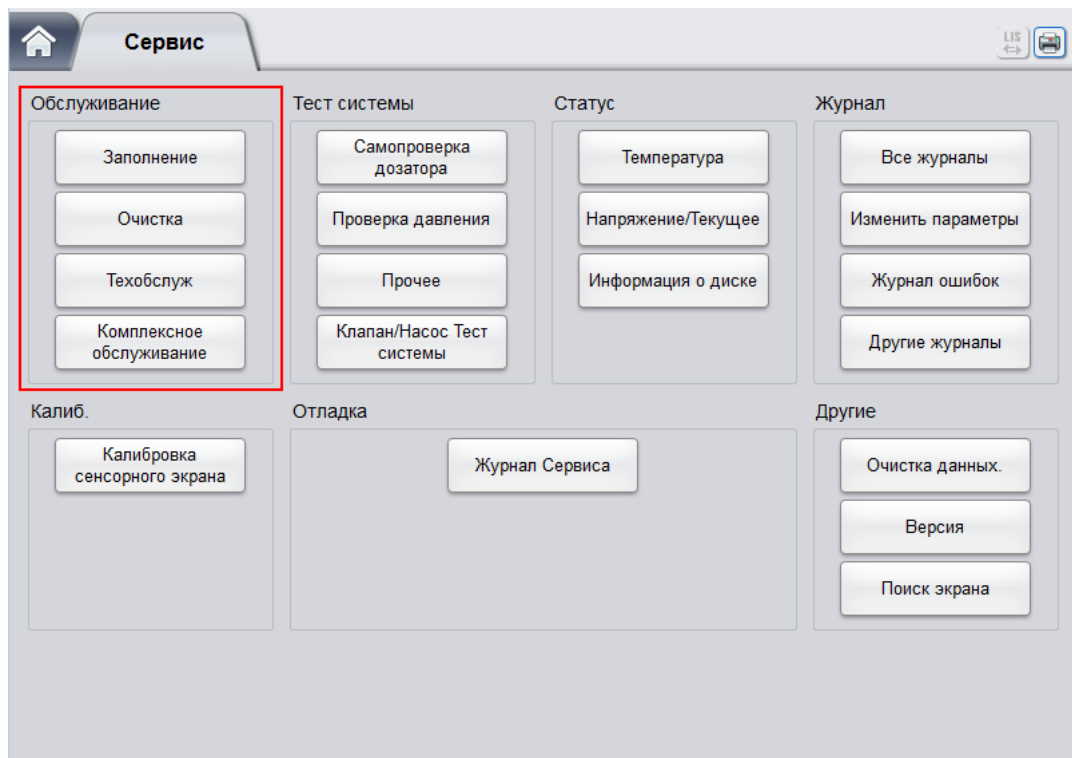 Сервис
LIS
Обслуживание
Заполнение
Очистка
Техобслуж
Комплексное
обслуживание
Тест системы
Самопроверка
дозатора
Проверка давления
Прочее
Клапан/Насос Тест
системы
Статус
Температура
Напряжение/Текущее
Информация о диске
Журнал
Все журналы
Изменить параметры
Журнал ошибок
Другие журналы
Калиб.
Калибровка
сенсорного экрана
Отладка
Журнал Сервиса
Другие
Очистка данных.
Версия
Поиск экрана